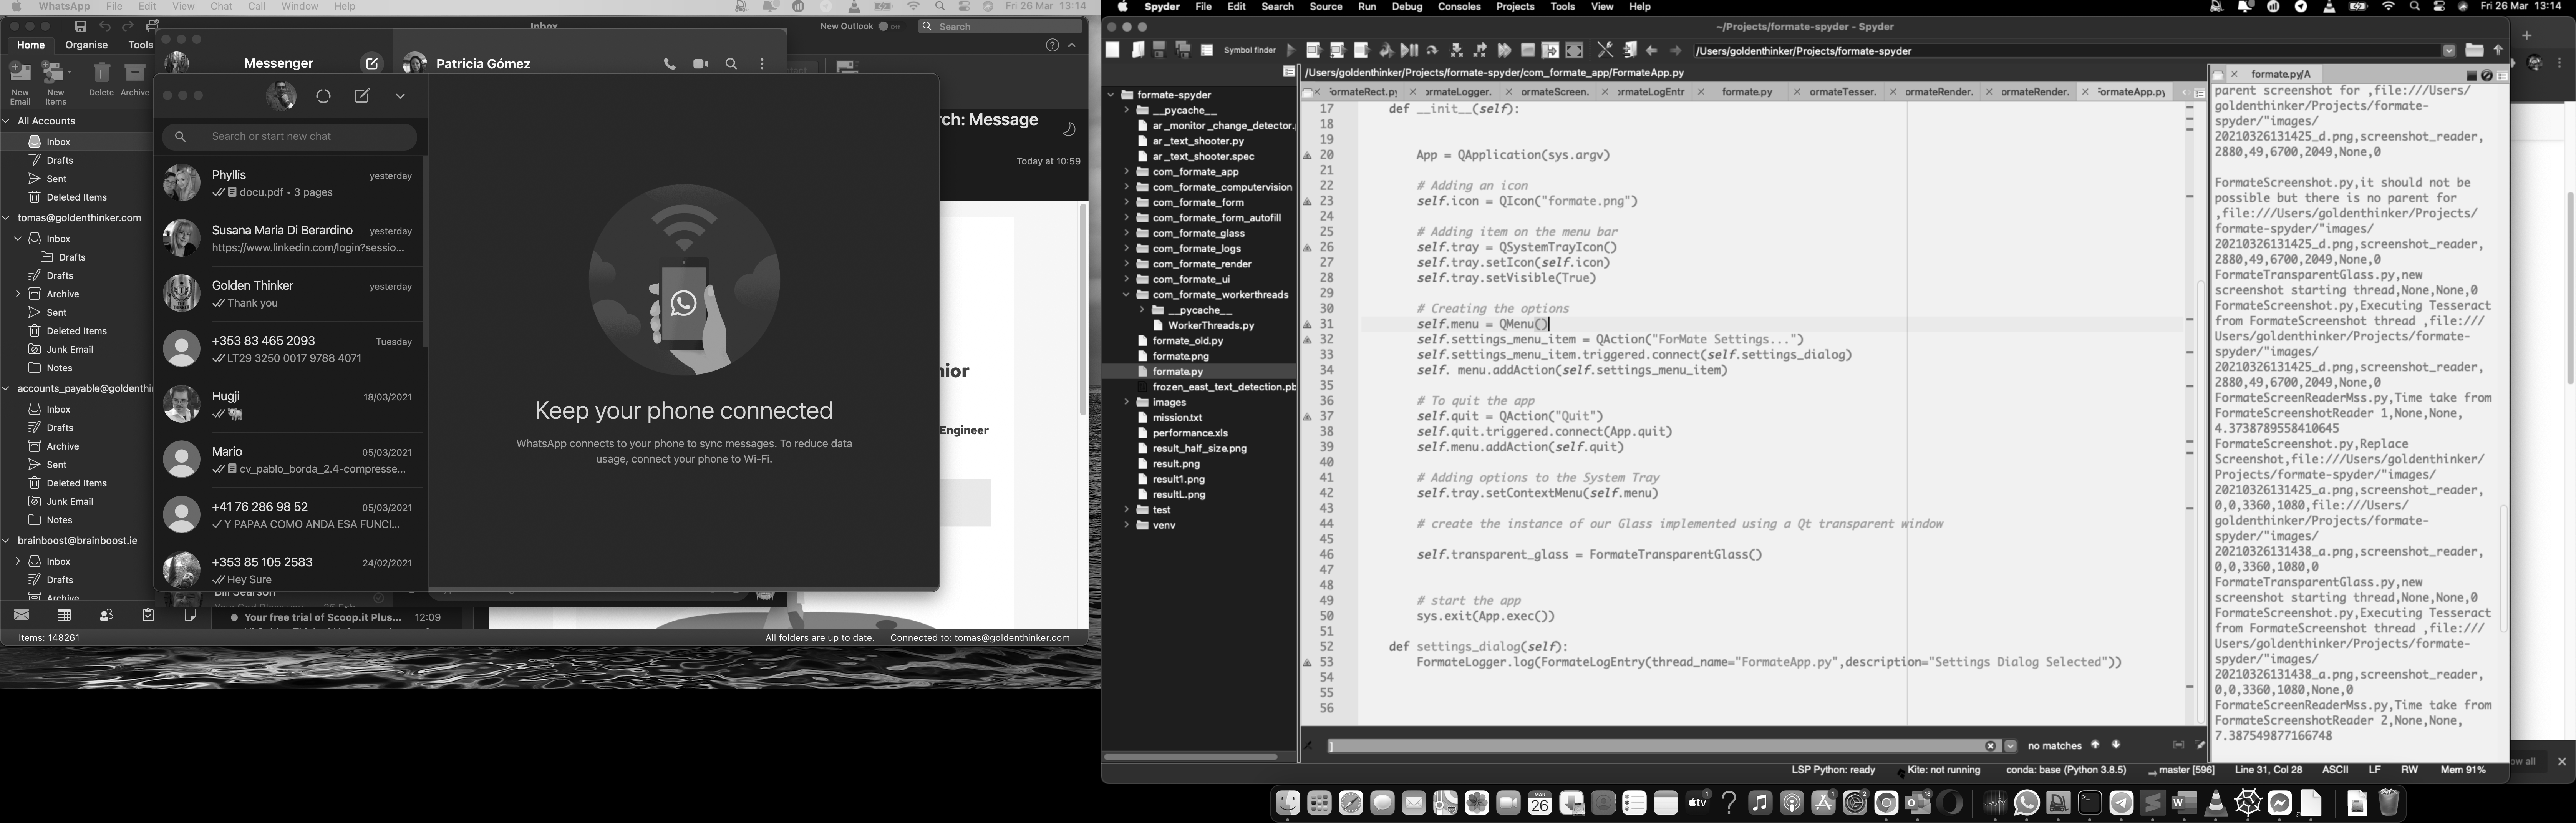 WhatsApp File Edit View Chat Call Window Help
Fri 26 Mar 13:14
Inbox
New Outlook Off
Search
Home Organise Tools
New Email
New Items
Delete
Archive
Messenger
Patricia Gómez
rch: Message
Today at 10:59
Search or start new chat
Phyllis yesterday
docu.pdf • 3 pages
Susana Maria Di Berardino yesterday
https://www.linkedin.com/login?sessio...
Golden Thinker yesterday
Thank you
+353 83 465 2093 Tuesday
LT29 3250 0017 9788 4071
Hugji 18/03/2021
Mario 05/03/2021
cv_pablo_borda_2.4-compresse...
+41 76 286 98 52 05/03/2021
Y PAPAA COMO ANDA ESA FUNCI...
+353 85 105 2583 24/02/2021
Hey Sure
Your free trial of Scoop.it Plus... 12:09
Keep your phone connected
WhatsApp connects to your phone to sync messages. To reduce data
usage, connect your phone to Wi-Fi.
nior
Engineer
All Accounts
Inbox
Drafts
Sent
Deleted Items
tomas@goldenthinker.com
Inbox
Drafts
Drafts
Archive
Sent
Deleted Items
Junk Email
Notes
accounts_payable@goldenthi
Inbox
Drafts
Archive
Sent
Deleted Items
Junk Email
Notes
brainboost@brainboost.ie
Inbox
Drafts
Archive
Items: 148261
All folders are up to date. Connected to: tomas@goldenthinker.com
Spyder File Edit Search Source Run Debug Consoles Projects Tools View Help
Fri 26 Mar 13:14
~/Projects/formate-spyder - Spyder
Symbol finder
/Users/goldenthinker/Projects/formate-spyder
/Users/goldenthinker/Projects/formate-spyder/com_formate_app/FormateApp.py
ormateRect.py ormateLogger. ormateScreen. ormateLogEntr formate.py ormateTesser. ormateRender. ormateRender. FormateApp.py
formate-spyder
__pycache__
ar_monitor_change_detector.
ar_text_shooter.py
ar_text_shooter.spec
com_formate_app
com_formate_computervision
com_formate_form
com_formate_form_autofill
com_formate_glass
com_formate_logs
com_formate_render
com_formate_ui
com_formate_workerthreads
__pycache__
WorkerThreads.py
formate_old.py
formate.png
formate.py
frozen_east_text_detection.pb
images
mission.txt
performance.xls
result_half_size.png
result.png
result1.png
resultL.png
test
venv
17 def __init__(self):
18
19
20 App = QApplication(sys.argv)
21
22 # Adding an icon
23 self.icon = QIcon("formate.png")
24
25 # Adding item on the menu bar
26 self.tray = QSystemTrayIcon()
27 self.tray.setIcon(self.icon)
28 self.tray.setVisible(True)
29
30 # Creating the options
31 self.menu = QMenu()
32 self.settings_menu_item = QAction("ForMate Settings...")
33 self.settings_menu_item.triggered.connect(self.settings_dialog)
34 self. menu.addAction(self.settings_menu_item)
35
36 # To quit the app
37 self.quit = QAction("Quit")
38 self.quit.triggered.connect(App.quit)
39 self.menu.addAction(self.quit)
40
41 # Adding options to the System Tray
42 self.tray.setContextMenu(self.menu)
43
44 # create the instance of our Glass implemented using a Qt transparent window
45
46 self.transparent_glass = FormateTransparentGlass()
47
48
49 # start the app
50 sys.exit(App.exec())
51
52 def settings_dialog(self):
53 FormateLogger.log(FormateLogEntry(thread_name="FormateApp.py",description="Settings Dialog Selected"))
54
55
56
]
no matches
LSP Python: ready Kite: not running conda: base (Python 3.8.5) master [596] Line 31, Col 28 ASCII LF RW Mem 91%
formate.py/A
parent screenshot for ,file:///Users/
goldenthinker/Projects/formate-
spyder/"images/
20210326131425_d.png,screenshot_reader,
2880,49,6700,2049,None,0
FormateScreenshot.py,it should not be
possible but there is no parent for
,file:///Users/goldenthinker/Projects/
formate-spyder/"images/
20210326131425_d.png,screenshot_reader,
2880,49,6700,2049,None,0
FormateTransparentGlass.py,new
screenshot starting thread,None,None,0
FormateScreenshot.py,Executing Tesseract
from FormateScreenshot thread ,file:///
Users/goldenthinker/Projects/formate-
spyder/"images/
20210326131425_d.png,screenshot_reader,
2880,49,6700,2049,None,0
FormateScreenReaderMss.py,Time take from
FormateScreenshotReader 1,None,None,
4.3738789558410645
FormateScreenshot.py,Replace
Screenshot,file:///Users/goldenthinker/
Projects/formate-spyder/"images/
20210326131425_a.png,screenshot_reader,
0,0,3360,1080,file:///Users/
goldenthinker/Projects/formate-
spyder/"images/
20210326131438_a.png,screenshot_reader,
0,0,3360,1080,0
FormateTransparentGlass.py,new
screenshot starting thread,None,None,0
FormateScreenshot.py,Executing Tesseract
from FormateScreenshot thread ,file:///
Users/goldenthinker/Projects/formate-
spyder/"images/
20210326131438_a.png,screenshot_reader,
0,0,3360,1080,None,0
FormateScreenReaderMss.py,Time take from
FormateScreenshotReader 2,None,None,
7.387549877166748
MAR
26
tv